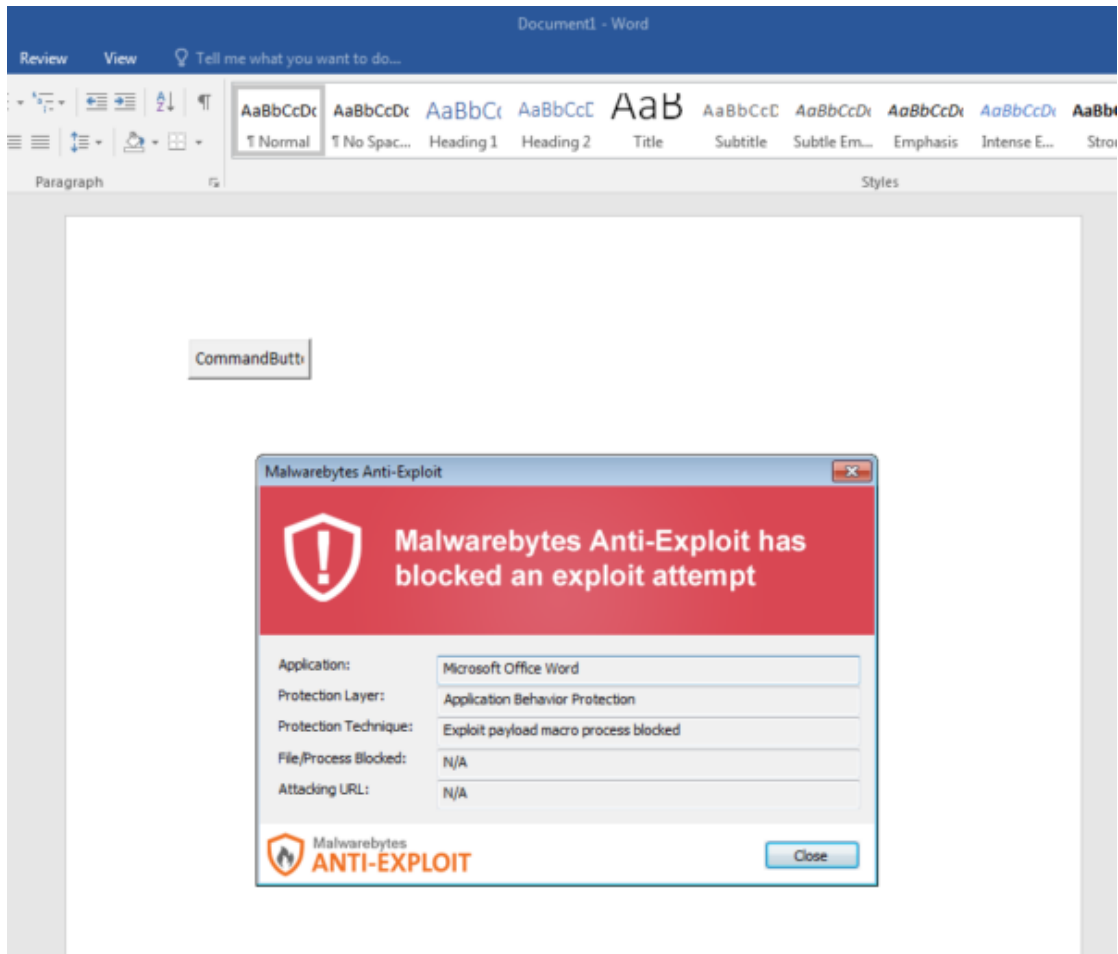 Document1 - Word
Review View Tell me what you want to do...
AaBbCcDc AaBbCcDc AaBbCc AaBbCcD AaB AaBbCcD AaBbCcDc AaBbCcDc AaBbCcDc
¶ Normal ¶ No Spac... Heading 1 Heading 2 Title Subtitle Subtle Em... Emphasis Intense E...
Paragraph Styles
CommandButt
Malwarebytes Anti-Exploit
Malwarebytes Anti-Exploit has
blocked an exploit attempt
Application: Microsoft Office Word
Protection Layer: Application Behavior Protection
Protection Technique: Exploit payload macro process blocked
File/Process Blocked: N/A
Attacking URL: N/A
Malwarebytes
ANTI-EXPLOIT
Close